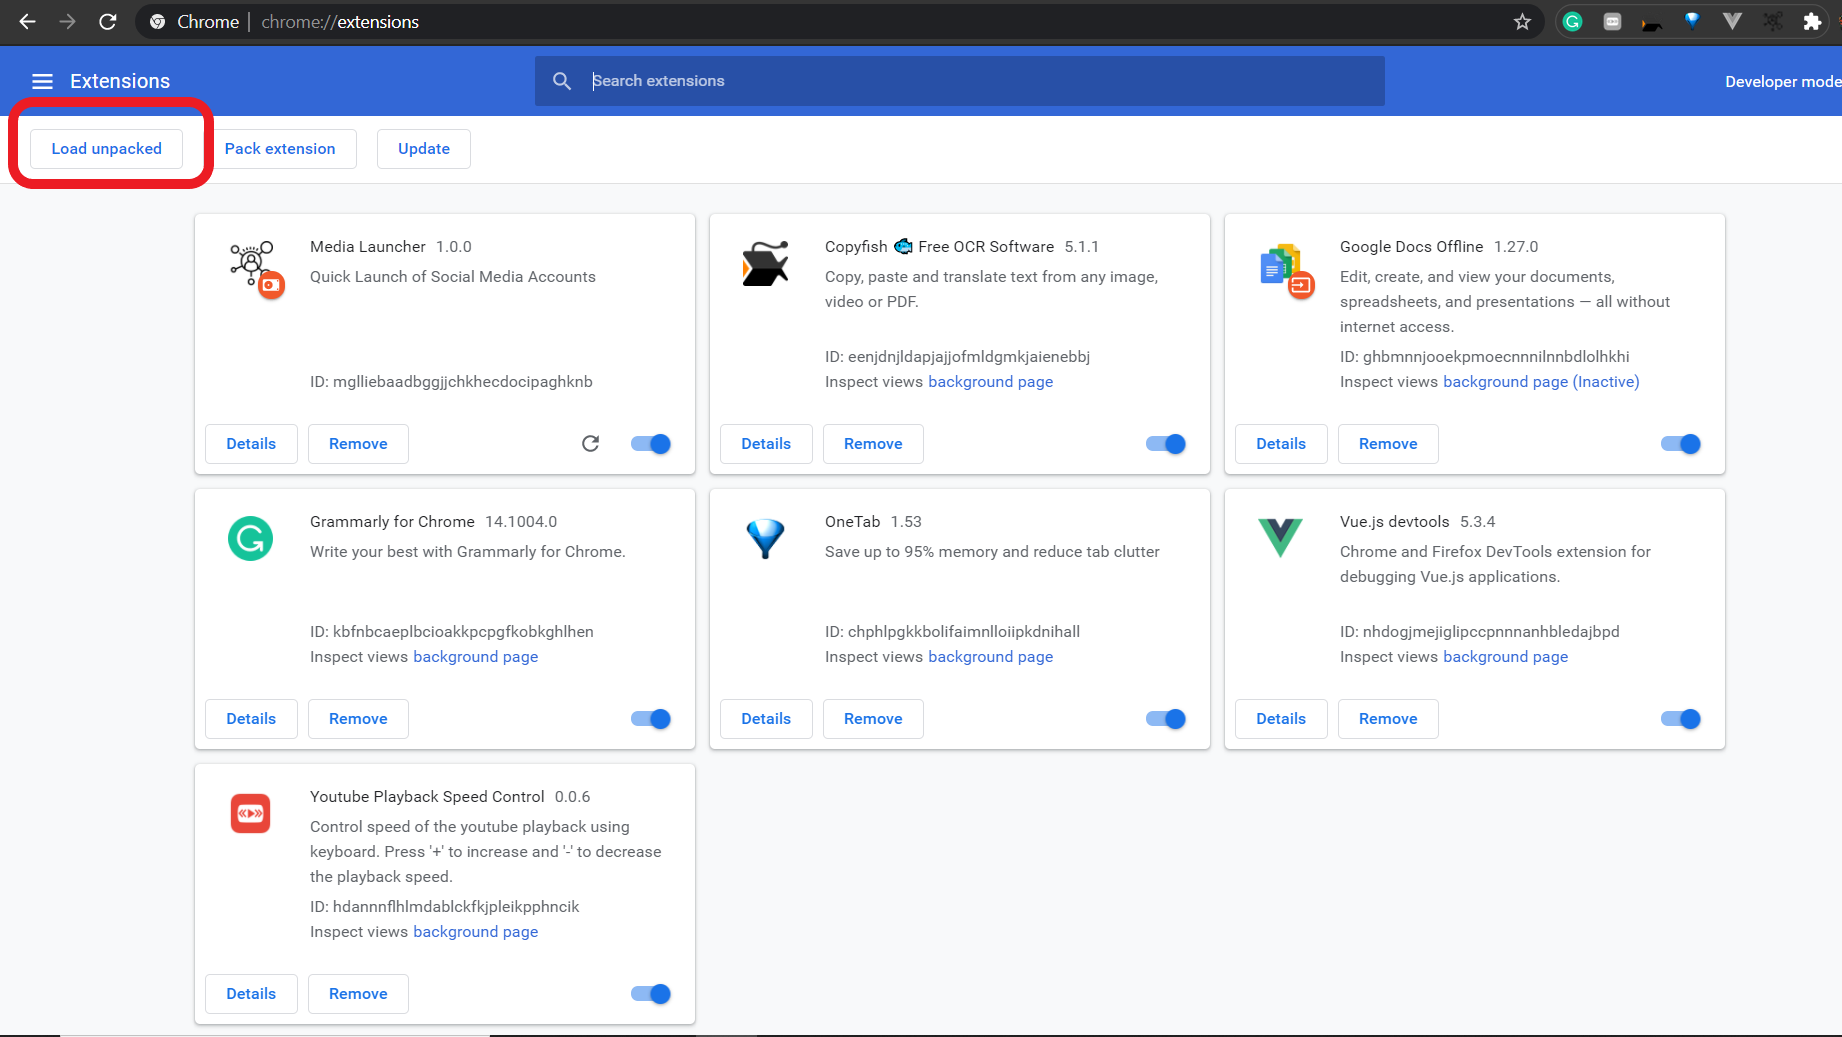 Chrome | chrome://extensions
Extensions
Search extensions
Developer mode
Load unpacked
Pack extension
Update
Media Launcher 1.0.0
Quick Launch of Social Media Accounts
ID: mglliebaadbggjjchkhecdocipaghknb
Details
Remove
Copyfish 🐟 Free OCR Software 5.1.1
Copy, paste and translate text from any image,
video or PDF.
ID: eenjdnjldapjajjofmldgmkjaienebbj
Inspect views background page
Details
Remove
Google Docs Offline 1.27.0
Edit, create, and view your documents,
spreadsheets, and presentations — all without
internet access.
ID: ghbmnnjooekpmoecnnnilnnbdlolhkhi
Inspect views background page (Inactive)
Details
Remove
Grammarly for Chrome 14.1004.0
Write your best with Grammarly for Chrome.
ID: kbfnbcaeplbcioakkpcpgfkobkghlhen
Inspect views background page
Details
Remove
OneTab 1.53
Save up to 95% memory and reduce tab clutter
ID: chphlpgkkbolifaimnlloiipkdnihall
Inspect views background page
Details
Remove
Vue.js devtools 5.3.4
Chrome and Firefox DevTools extension for
debugging Vue.js applications.
ID: nhdogjmejiglipccpnnnanhbledajbpd
Inspect views background page
Details
Remove
Youtube Playback Speed Control 0.0.6
Control speed of the youtube playback using
keyboard. Press '+' to increase and '-' to decrease
the playback speed.
ID: hdannnflhlmdablckfkjpleikpphncik
Inspect views background page
Details
Remove